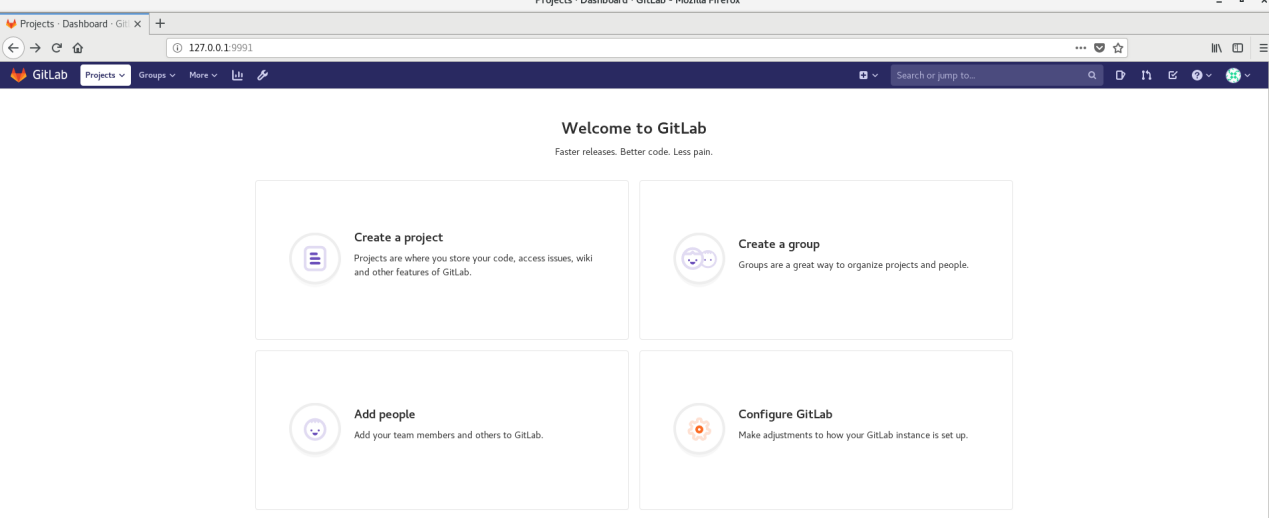 Projects · Dashboard · GitLab - Mozilla Firefox
Projects · Dashboard · Git
127.0.0.1:9991
GitLab Projects Groups More Search or jump to...
Welcome to GitLab
Faster releases. Better code. Less pain.
Create a project
Projects are where you store your code, access issues, wiki
and other features of GitLab.
Create a group
Groups are a great way to organize projects and people.
Add people
Add your team members and others to GitLab.
Configure GitLab
Make adjustments to how your GitLab instance is set up.